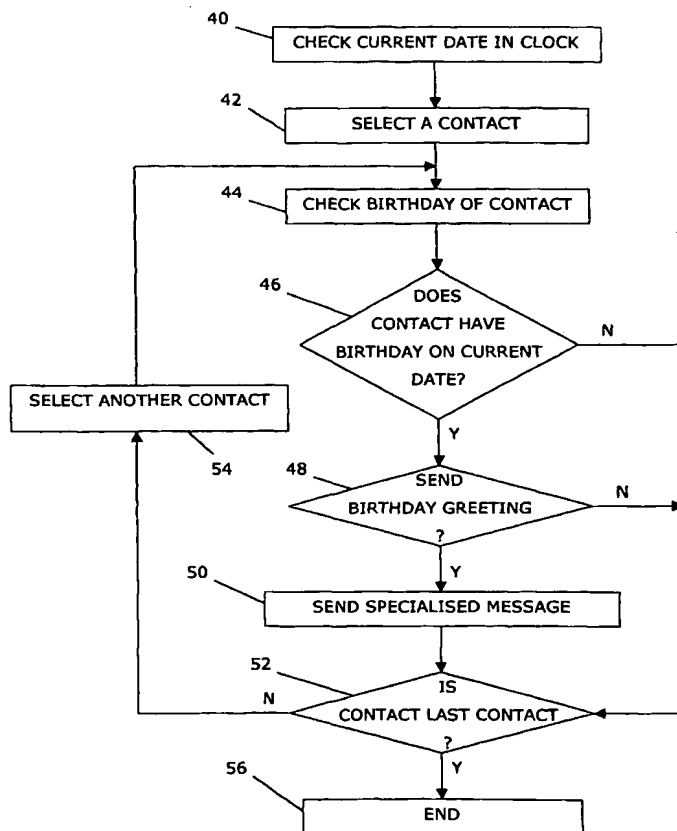 40
CHECK CURRENT DATE IN CLOCK
42
SELECT A CONTACT
44
CHECK BIRTHDAY OF CONTACT
46
DOES
CONTACT HAVE
BIRTHDAY ON CURRENT
DATE?
N
Y
SELECT ANOTHER CONTACT
54
48
SEND
BIRTHDAY GREETING
?
N
Y
50
SEND SPECIALISED MESSAGE
52
IS
CONTACT LAST CONTACT
?
N
Y
56
END